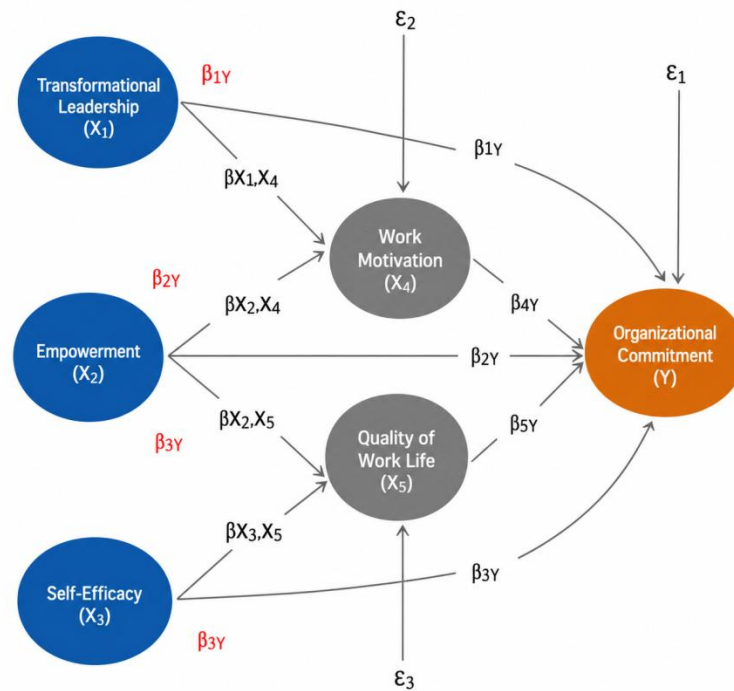 ε₂
β₁Y
ε₁
Transformational
Leadership
(X₁)
β1Y
βX₁,X₄
Work
Motivation
(X₄)
β₂Y
βX₂,X₄
β₄Y
Empowerment
(X₂)
β₂Y
Organizational
Commitment
(Y)
β₃Y
βX₂,X₅
β₅Y
Quality of
Work Life
(X₅)
βX₃,X₅
Self-Efficacy
(X₃)
β₃Y
β₃Y
ε₃